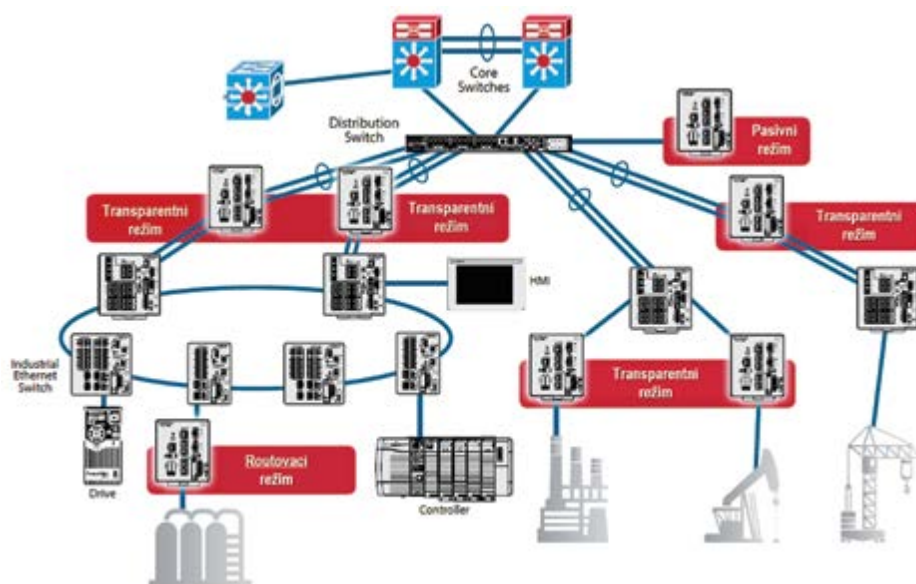 Core
Switches
Distribution
Switch
Pasivní
režim
Transparentní
režim
Transparentní
režim
Transparentní
režim
HMI
Industrial
Ethernet
Switch
Transparentní
režim
Routovací
režim
Drive
Controller